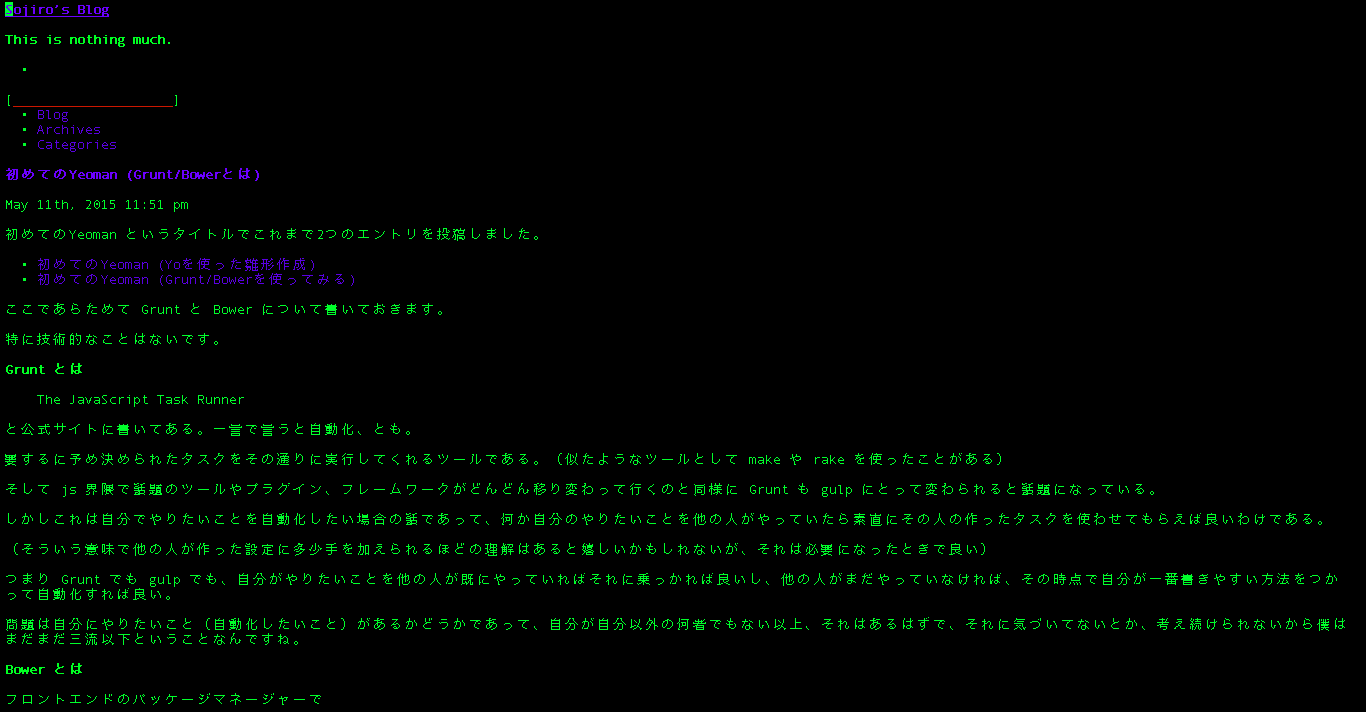 Sojiro's Blog
This is nothing much.
•
[____________________]
• Blog
• Archives
• Categories
初めてのYeoman (Grunt/Bowerとは)
May 11th, 2015 11:51 pm
初めてのYeoman というタイトルでこれまで2つのエントリを投稿しました。
• 初めてのYeoman (Yoを使った雛形作成)
• 初めてのYeoman (Grunt/Bowerを使ってみる)
ここであらためて Grunt と Bower について書いておきます。
特に技術的なことはないです。
Grunt とは
The JavaScript Task Runner
と公式サイトに書いてある。一言で言うと自動化、とも。
要するに予め決められたタスクをその通りに実行してくれるツールである。（似たようなツールとして make や rake を使ったことがある）
そして js 界隈で話題のツールやプラグイン、フレームワークがどんどん移り変わって行くのと同様に Grunt も gulp にとって変わられると話題になっている。
しかしこれは自分でやりたいことを自動化したい場合の話であって、何か自分のやりたいことを他の人がやっていたら素直にその人の作ったタスクを使わせてもらえば良いわけである。
（そういう意味で他の人が作った設定に多少手を加えられるほどの理解はあると嬉しいかもしれないが、それは必要になったときで良い）
つまり Grunt でも gulp でも、自分がやりたいことを他の人が既にやっていればそれに乗っかれば良いし、他の人がまだやっていなければ、その時点で自分が一番書きやすい方法をつか
って自動化すれば良い。
問題は自分にやりたいこと（自動化したいこと）があるかどうかであって、自分が自分以外の何者でもない以上、それはあるはずで、それに気づいてないとか、考え続けられないから僕は
まだまだ三流以下ということなんですね。
Bower とは
フロントエンドのパッケージマネージャーで